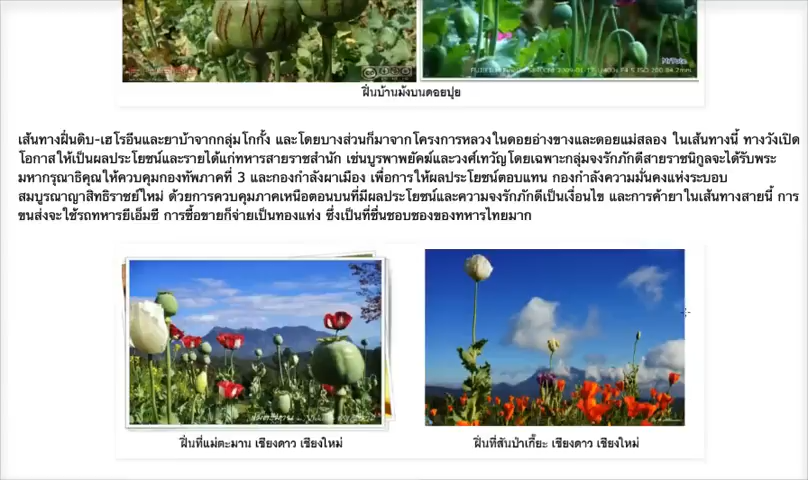 ฝิ่นบ้านม้งบนดอยปุย
เส้นทางฝิ่นดิบ-เฮโรอีนและยาบ้าจากกลุ่มโกกั้ง และโดยบางส่วนก็มาจากโครงการหลวงในดอยอ่างขางและดอยแม่สลอง ในเส้นทางนี้ ทางวังเปิด
โอกาสให้เป็นผลประโยชน์และรายได้แก่ทหารสายราชสำนัก เช่นบูรพาพยัคฆ์และวงศ์เทวัญโดยเฉพาะกลุ่มจงรักภักดีสายราชนิกูลจะได้รับพระ
มหากรุณาธิคุณให้ควบคุมกองทัพภาคที่ 3 และกองกำลังผาเมือง เพื่อการให้ผลประโยชน์ตอบแทน กองกำลังความมั่นคงแห่งระบอบ
สมบูรณาญาสิทธิราชย์ใหม่ ด้วยการควบคุมภาคเหนือตอนบนที่มีผลประโยชน์และความจงรักภักดีเป็นเงื่อนไข และการค้ายาในเส้นทางสายนี้ การ
ขนส่งจะใช้รถทหารยีเอ็มซี การซื้อขายก็จ่ายเป็นทองแท่ง ซึ่งเป็นที่ชื่นชอบชองของทหารไทยมาก
ฝิ่นที่แม่ตะมาน เชียงดาว เชียงใหม่
ฝิ่นที่สันป่าเกี๊ยะ เชียงดาว เชียงใหม่